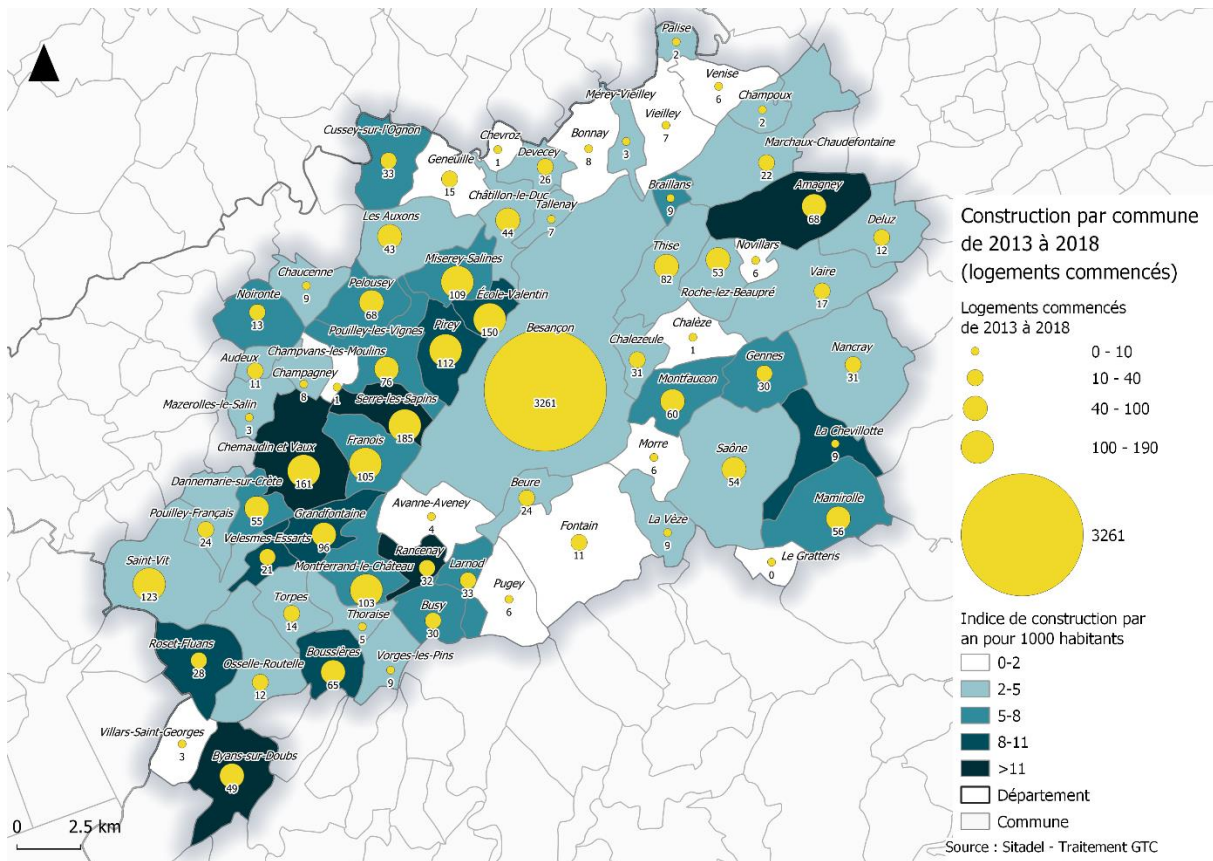 Palise
2
Venise
6
Mérey-Vieilley
3
Vieilley
7
Champoux
2
Cussey-sur-l'Ognon
33
Chevroz
1
Bonnay
8
Geneuille
15
Devecey
26
Marchaux-Chaudefontaine
22
Braillans
9
Amagney
68
Châtillon-le-Duc
44
Tallenay
7
Deluz
12
Les Auxons
43
Thise
82
53
Roche-lez-Beaupré
Novillars
6
Miserey-Salines
109
Vaire
17
Chaucenne
9
Pelousey
68
École-Valentin
150
Noironte
13
Pouilley-les-Vignes
76
Pirey
112
Besançon
3261
Chalezeule
31
Chalèze
1
Nancray
31
Audeux
11
Champvans-les-Moulins
1
Champagney
8
Montfaucon
60
Gennes
30
Mazerolles-le-Salin
3
Serre-les-Sapins
185
Chemaudin et Vaux
161
Franois
105
Morre
6
Saône
54
La Chevillotte
9
Dannemarie-sur-Crète
55
Beure
24
Mamirolle
56
Pouilley-Français
24
Grandfontaine
96
Avanne-Aveney
4
Fontain
11
La Vèze
9
Velesmes-Essarts
21
Rancenay
32
Le Gratteris
0
Saint-Vit
123
Montferrand-le-Château
103
Larnod
33
Pugey
6
Torpes
14
Thoraise
5
Busy
30
Roset-Fluans
28
Osselle-Routelle
12
Boussières
65
Vorges-les-Pins
9
Villars-Saint-Georges
3
Byans-sur-Doubs
49
0 2.5 km
Construction par commune
de 2013 à 2018
(logements commencés)
Logements commencés
de 2013 à 2018
0 - 10
10 - 40
40 - 100
100 - 190
3261
Indice de construction par
an pour 1000 habitants
0-2
2-5
5-8
8-11
>11
Département
Commune
Source : Sitadel - Traitement GTC